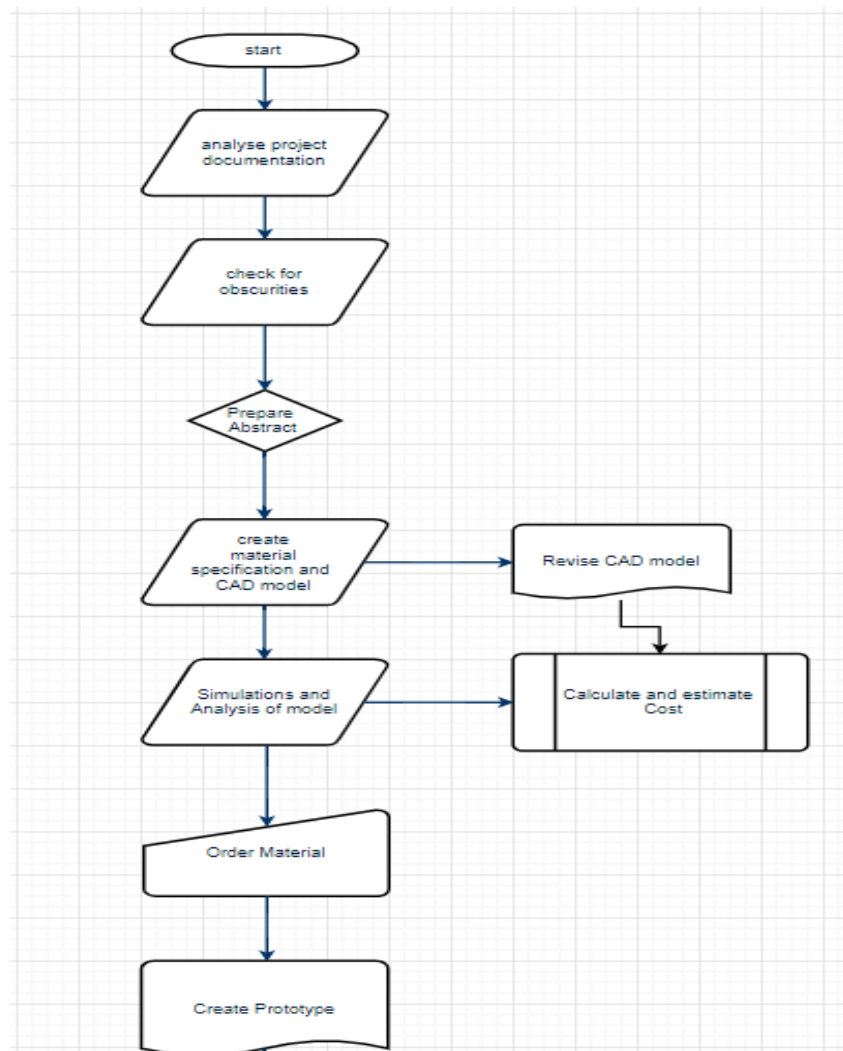 start
analyse project
documentation
check for
obscurities
Prepare
Abstract
create
material
specification and
CAD model
Revise CAD model
Simulations and
Analysis of model
Calculate and estimate
Cost
Order Material
Create Prototype